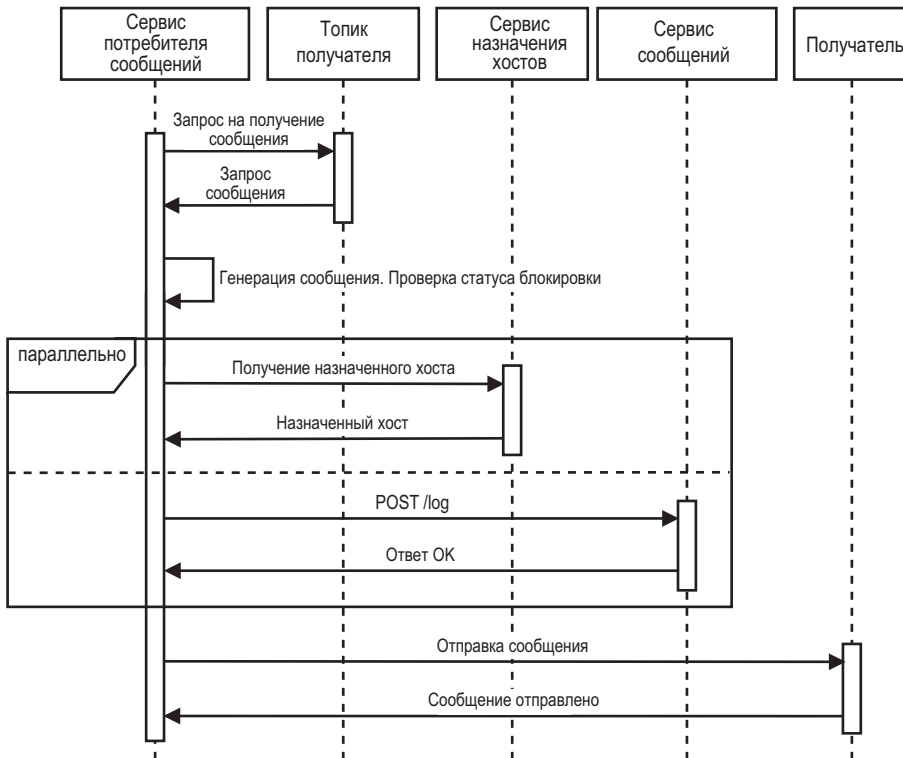 Сервис
потребителя
сообщений
Топик
получателя
Сервис
назначения
хостов
Сервис
сообщений
Получатель
Запрос на получение
сообщения
Запрос
сообщения
Генерация сообщения. Проверка статуса блокировки
параллельно
Получение назначенного хоста
Назначенный хост
POST /log
Ответ OK
Отправка сообщения
Сообщение отправлено